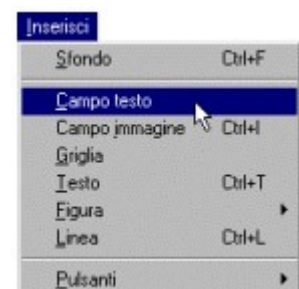 Inserisci
Sfondo Ctrl+F
Campo testo
Campo immagine Ctrl+I
Griglia
Testo Ctrl+T
Figura
Linea Ctrl+L
Pulsanti